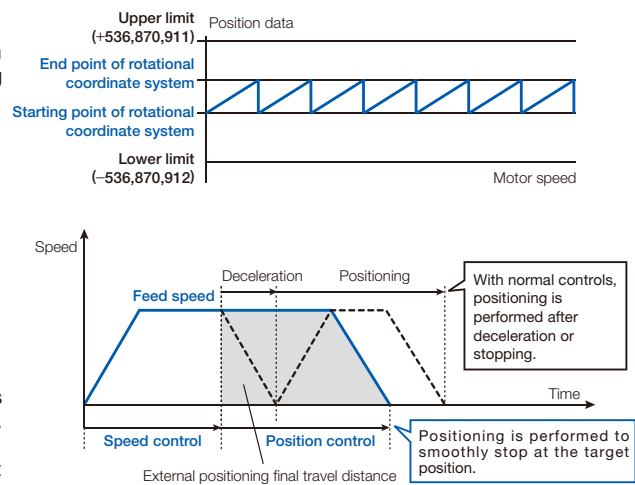 Upper limit
(+536,870,911)
Position data
End point of rotational
coordinate system
Starting point of rotational
coordinate system
Lower limit
(−536,870,912)
Motor speed
Speed
Deceleration
Positioning
Feed speed
With normal controls,
positioning is
performed after
deceleration or
stopping.
Time
Speed control
Position control
Positioning is performed to
smoothly stop at the target
position.
External positioning final travel distance